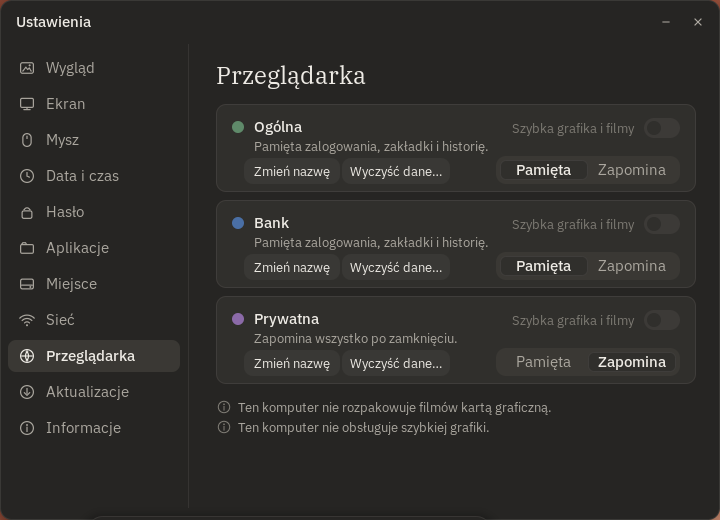 Ustawienia
Wygląd
Ekran
Mysz
Data i czas
Hasło
Aplikacje
Miejsce
Sieć
Przeglądarka
Aktualizacje
Informacje
Przeglądarka
Ogólna
Szybka grafika i filmy
Pamięta zalogowania, zakładki i historię.
Zmień nazwę
Wyczyść dane...
Pamięta
Zapomina
Bank
Szybka grafika i filmy
Pamięta zalogowania, zakładki i historię.
Zmień nazwę
Wyczyść dane...
Pamięta
Zapomina
Prywatna
Szybka grafika i filmy
Zapomina wszystko po zamknięciu.
Zmień nazwę
Wyczyść dane...
Pamięta
Zapomina
Ten komputer nie rozpakowuje filmów kartą graficzną.
Ten komputer nie obsługuje szybkiej grafiki.